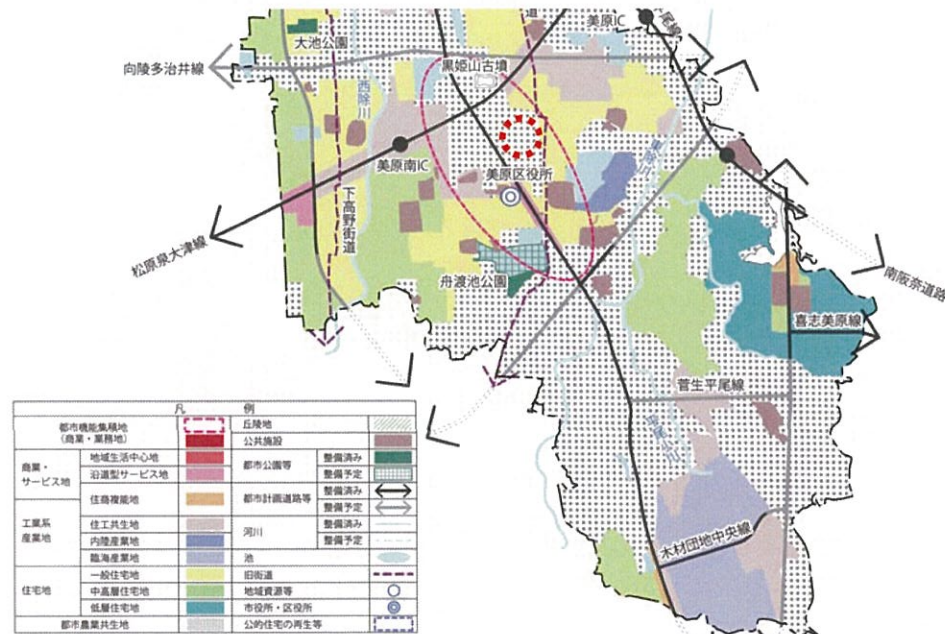 美原IC
大池公園
向陵多治井線
黒姫山古墳
西除川
美原南IC
美原区役所
東除川
下高野街道
松原泉大津線
舟渡池公園
南阪奈道路
喜志美原線
菅生平尾線
木材団地中央線
凡 例
都市機能集積地
(商業・業務地)
丘陵地
公共施設
商業・
サービス地
地域生活中心地
沿道型サービス地
都市公園等
整備済み
整備予定
住商複能地
都市計画道路等
整備済み
整備予定
工業系
産業地
住工共生地
内陸産業地
臨海産業地
河川
整備済み
整備予定
池
住宅地
一般住宅地
中高層住宅地
低層住宅地
旧街道
地域資源等
市役所・区役所
都市農業共生地
公的住宅の再生等